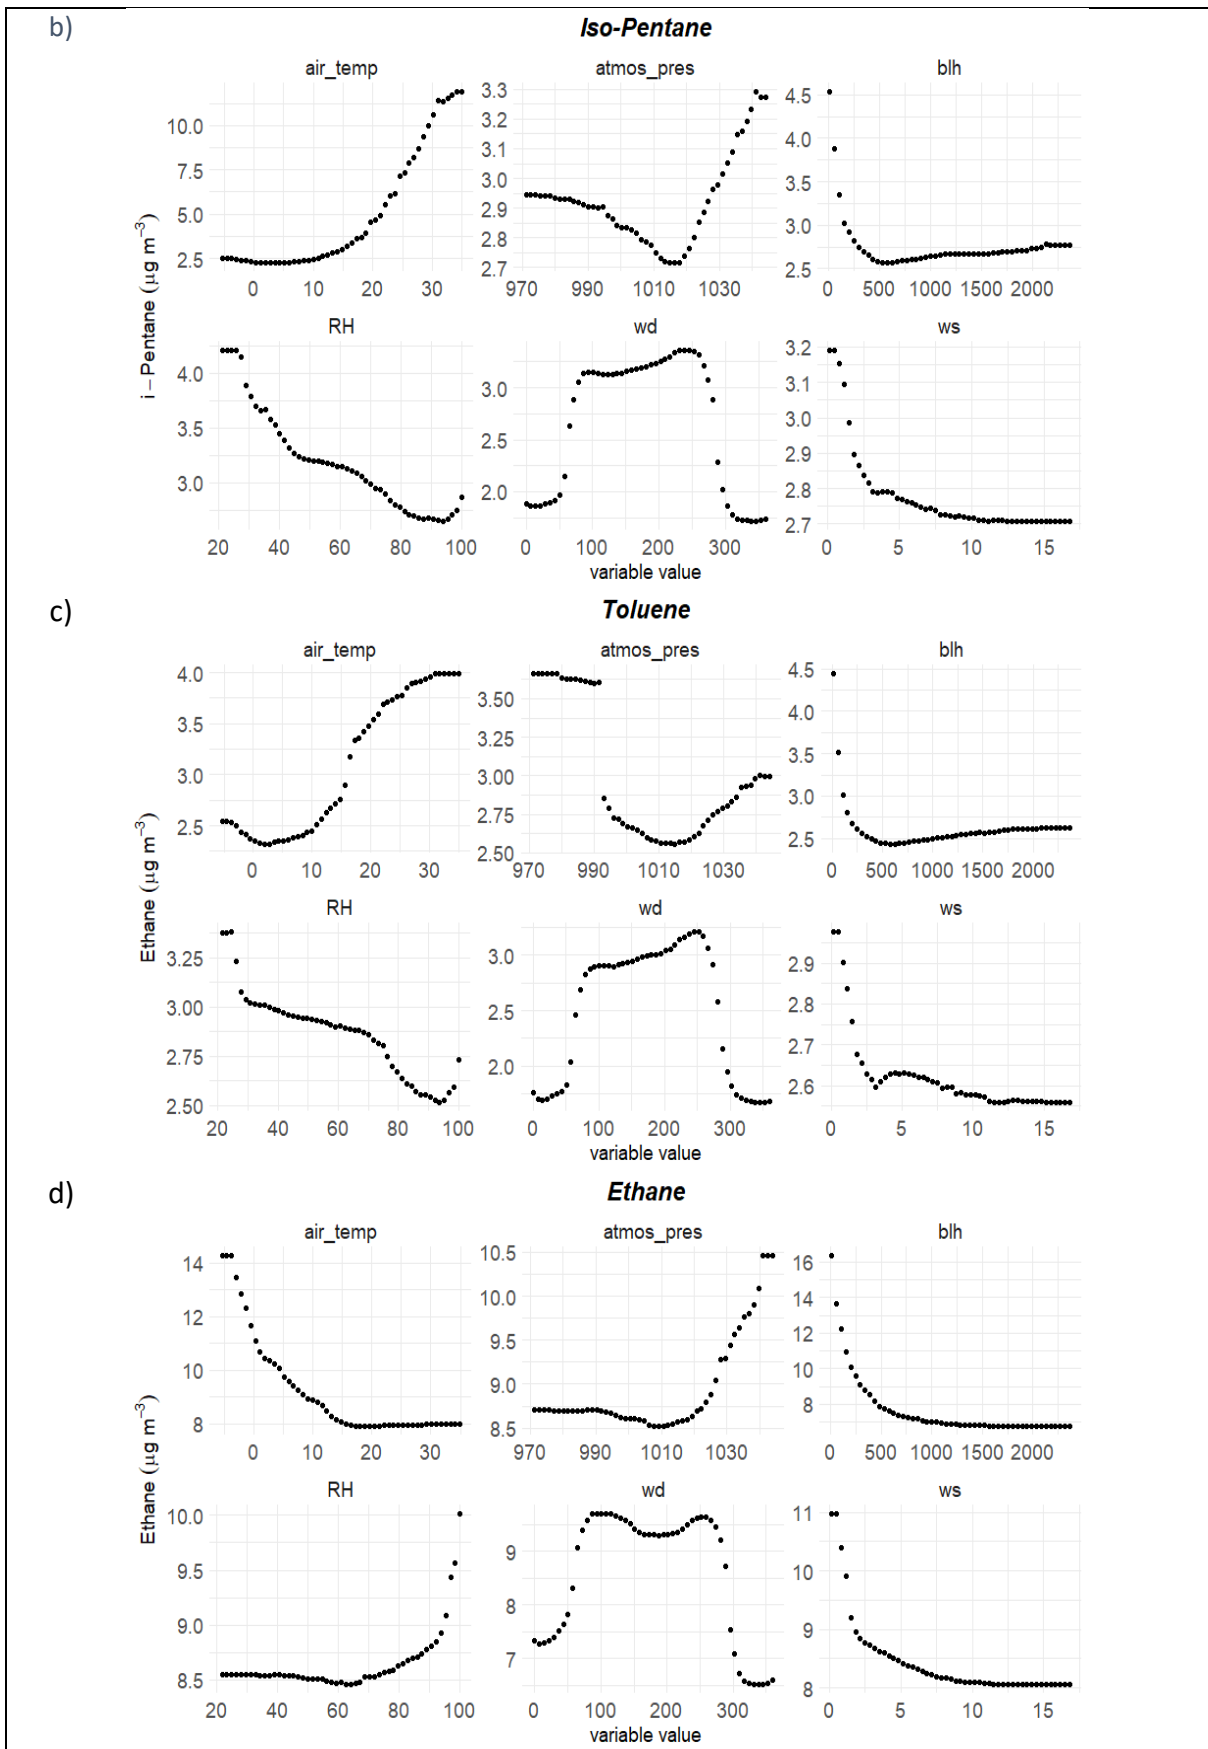 b)
Iso-Pentane
air_temp atmos_pres blh
10.0 7.5 5.0 2.5
0 10 20 30
3.3 3.2 3.1 3.0 2.9 2.8 2.7
970 990 1010 1030
4.5 4.0 3.5 3.0 2.5
0 500 1000 1500 2000
i – Pentane (µg m⁻³)
RH wd ws
4.0 3.5 3.0
20 40 60 80 100
3.0 2.5 2.0
0 100 200 300
3.2 3.1 3.0 2.9 2.8 2.7
0 5 10 15
variable value
c)
Toluene
air_temp atmos_pres blh
4.0 3.5 3.0 2.5
0 10 20 30
3.50 3.25 3.00 2.75 2.50
970 990 1010 1030
4.5 4.0 3.5 3.0 2.5
0 500 1000 1500 2000
Ethane (µg m⁻³)
RH wd ws
3.25 3.00 2.75 2.50
20 40 60 80 100
3.0 2.5 2.0
0 100 200 300
2.9 2.8 2.7 2.6
0 5 10 15
variable value
d)
Ethane
air_temp atmos_pres blh
14 12 10 8
0 10 20 30
10.5 10.0 9.5 9.0 8.5
970 990 1010 1030
16 14 12 10 8
0 500 1000 1500 2000
Ethane (µg m⁻³)
RH wd ws
10.0 9.5 9.0 8.5
20 40 60 80 100
9 8 7
0 100 200 300
11 10 9 8
0 5 10 15
variable value